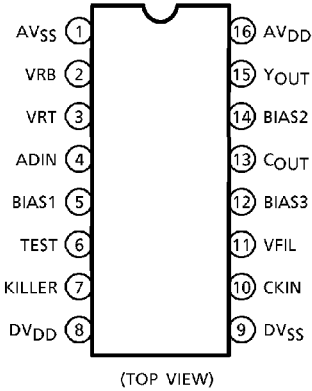 AVSS 1 16 AVDD
VRB 2 15 YOUT
VRT 3 14 BIAS2
ADIN 4 13 COUT
BIAS1 5 12 BIAS3
TEST 6 11 VFIL
KILLER 7 10 CKIN
DVDD 8 9 DVSS
(TOP VIEW)